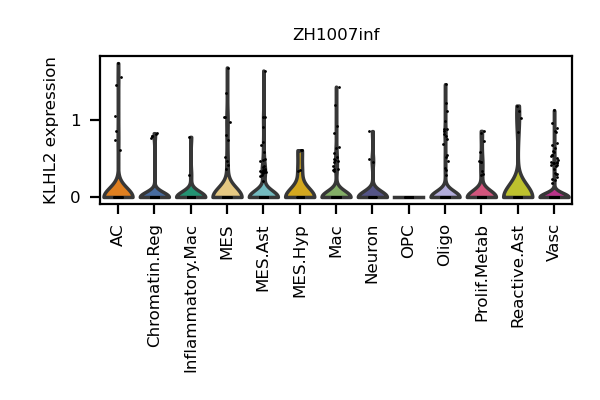 ZH1007inf
KLHL2 expression
1
0
AC
Chromatin.Reg
Inflammatory.Mac
MES
MES.Ast
MES.Hyp
Mac
Neuron
OPC
Oligo
Prolif.Metab
Reactive.Ast
Vasc